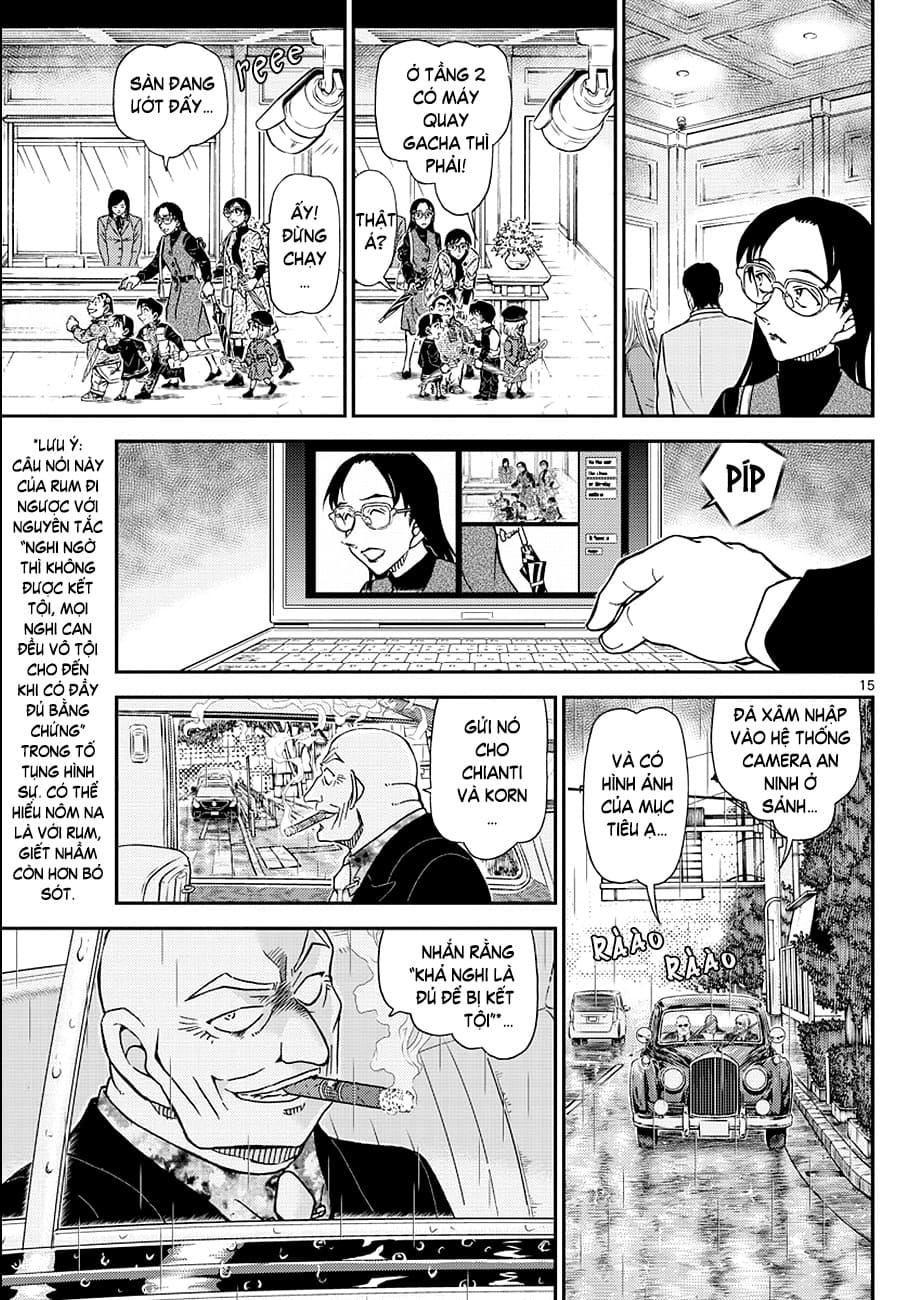 Ở TẦNG 2
CÓ MÁY
QUAY
GACHA THÌ
PHẢI!
THẬT
Á?
reee
SÀN ĐANG
ƯỚT ĐẤY...
ẤY!
ĐỪNG
CHẠY
...
PÍP
15
ĐÃ XÂM NHẬP
VÀO HỆ THỐNG
CAMERA AN
NINH Ở
SẢNH...
VÀ CÓ
HÌNH ẢNH
CỦA MỤC
TIÊU Ạ...
RÀÀO
RÀÀO
GỬI NÓ
CHO
CHIANTI
VÀ KORN
...
NHẮN RẰNG
"KHẢ NGHI LÀ
ĐỦ ĐỂ BỊ KẾT
TỘI"*...
"LƯU Ý:
CÂU NÓI NÀY
CỦA RUM ĐI
NGƯỢC VỚI
NGUYÊN TẮC
"NGHI NGỜ
THÌ KHÔNG
ĐƯỢC KẾT
TỘI, MỌI
NGHI CAN
ĐỀU VÔ TỘI
CHO ĐẾN
KHI CÓ ĐẦY
ĐỦ BẰNG
CHỨNG"
TRONG TỐ
TỤNG HÌNH
SỰ. CÓ THỂ
HIỂU NÔM NA
LÀ VỚI RUM,
GIẾT NHẦM
CÒN HƠN BỎ
SÓT.